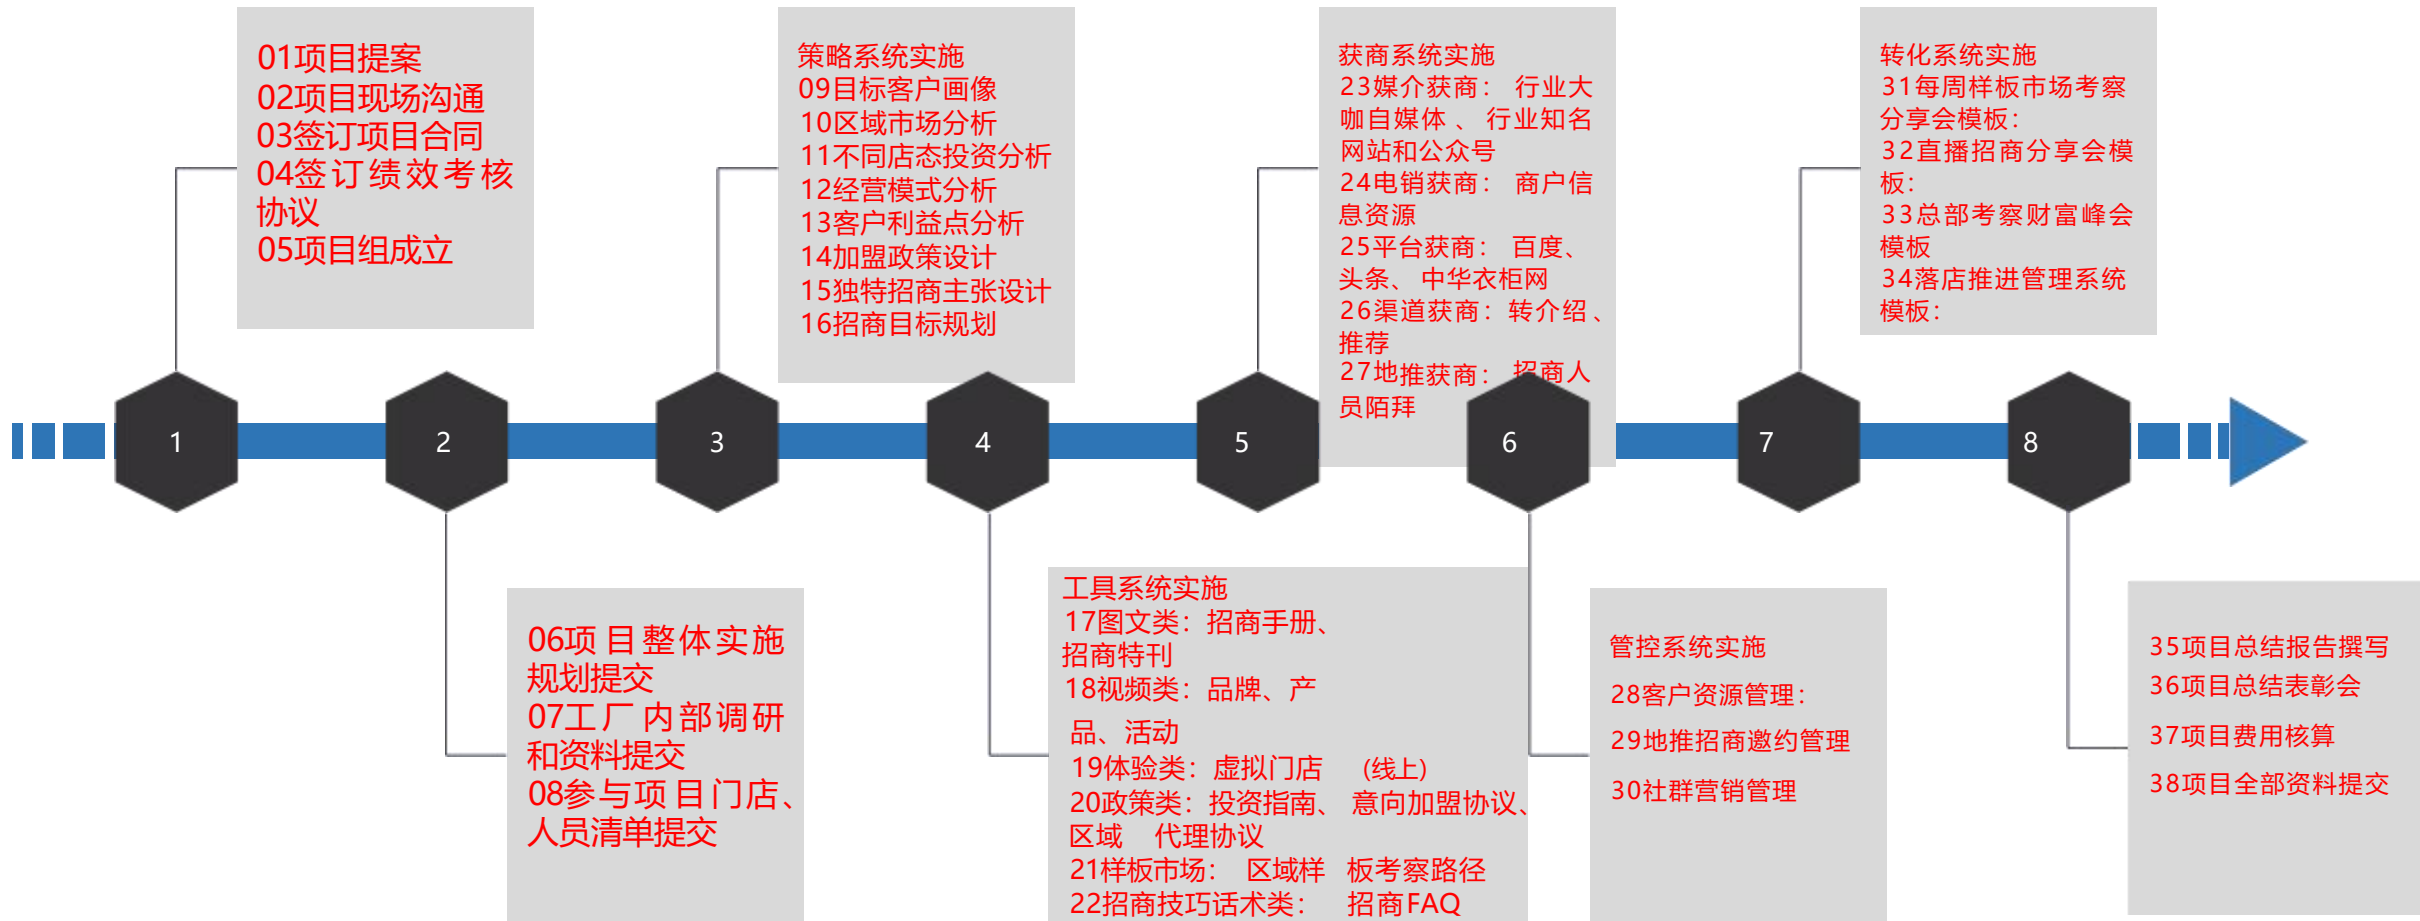 01项目提案
02项目现场沟通
03签订项目合同
04签订绩效考核
协议
05项目组成立
策略系统实施
09目标客户画像
10区域市场分析
11不同店态投资分析
12经营模式分析
13客户利益点分析
14加盟政策设计
15独特招商主张设计
16招商目标规划
获商系统实施
23媒介获商： 行业大
咖自媒体 、 行业知名
网站和公众号
24电销获商： 商户信
息资源
25平台获商： 百度、
头条、 中华衣柜网
26渠道获商：转介绍 、
推荐
27地推获商： 招商人
员陌拜
转化系统实施
31每周样板市场考察
分享会模板：
32直播招商分享会模
板：
33总部考察财富峰会
模板
34落店推进管理系统
模板：
1
2
3
4
5
6
7
8
06项目整体实施
规划提交
07工厂内部调研
和资料提交
08参与项目门店、
人员清单提交
工具系统实施
17图文类：招商手册、
招商特刊
18视频类：品牌、产
品、活动
19体验类：虚拟门店 （线上）
20政策类：投资指南、 意向加盟协议、
区域 代理协议
21样板市场： 区域样 板考察路径
22招商技巧话术类： 招商FAQ
管控系统实施
28客户资源管理：
29地推招商邀约管理
30社群营销管理
35项目总结报告撰写
36项目总结表彰会
37项目费用核算
38项目全部资料提交